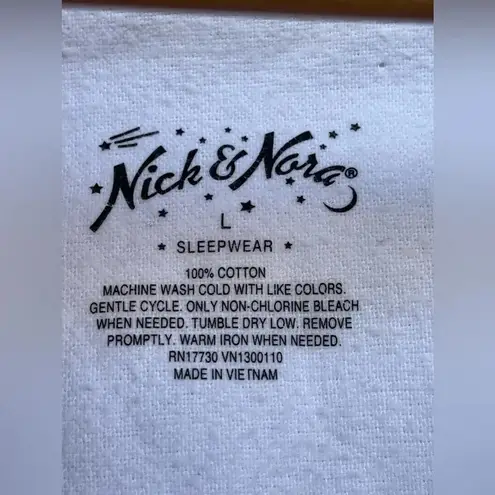 Nick & Nora®
L
SLEEPWEAR
100% COTTON
MACHINE WASH COLD WITH LIKE COLORS.
GENTLE CYCLE. ONLY NON-CHLORINE BLEACH
WHEN NEEDED. TUMBLE DRY LOW. REMOVE
PROMPTLY. WARM IRON WHEN NEEDED.
RN17730 VN1300110
MADE IN VIETNAM